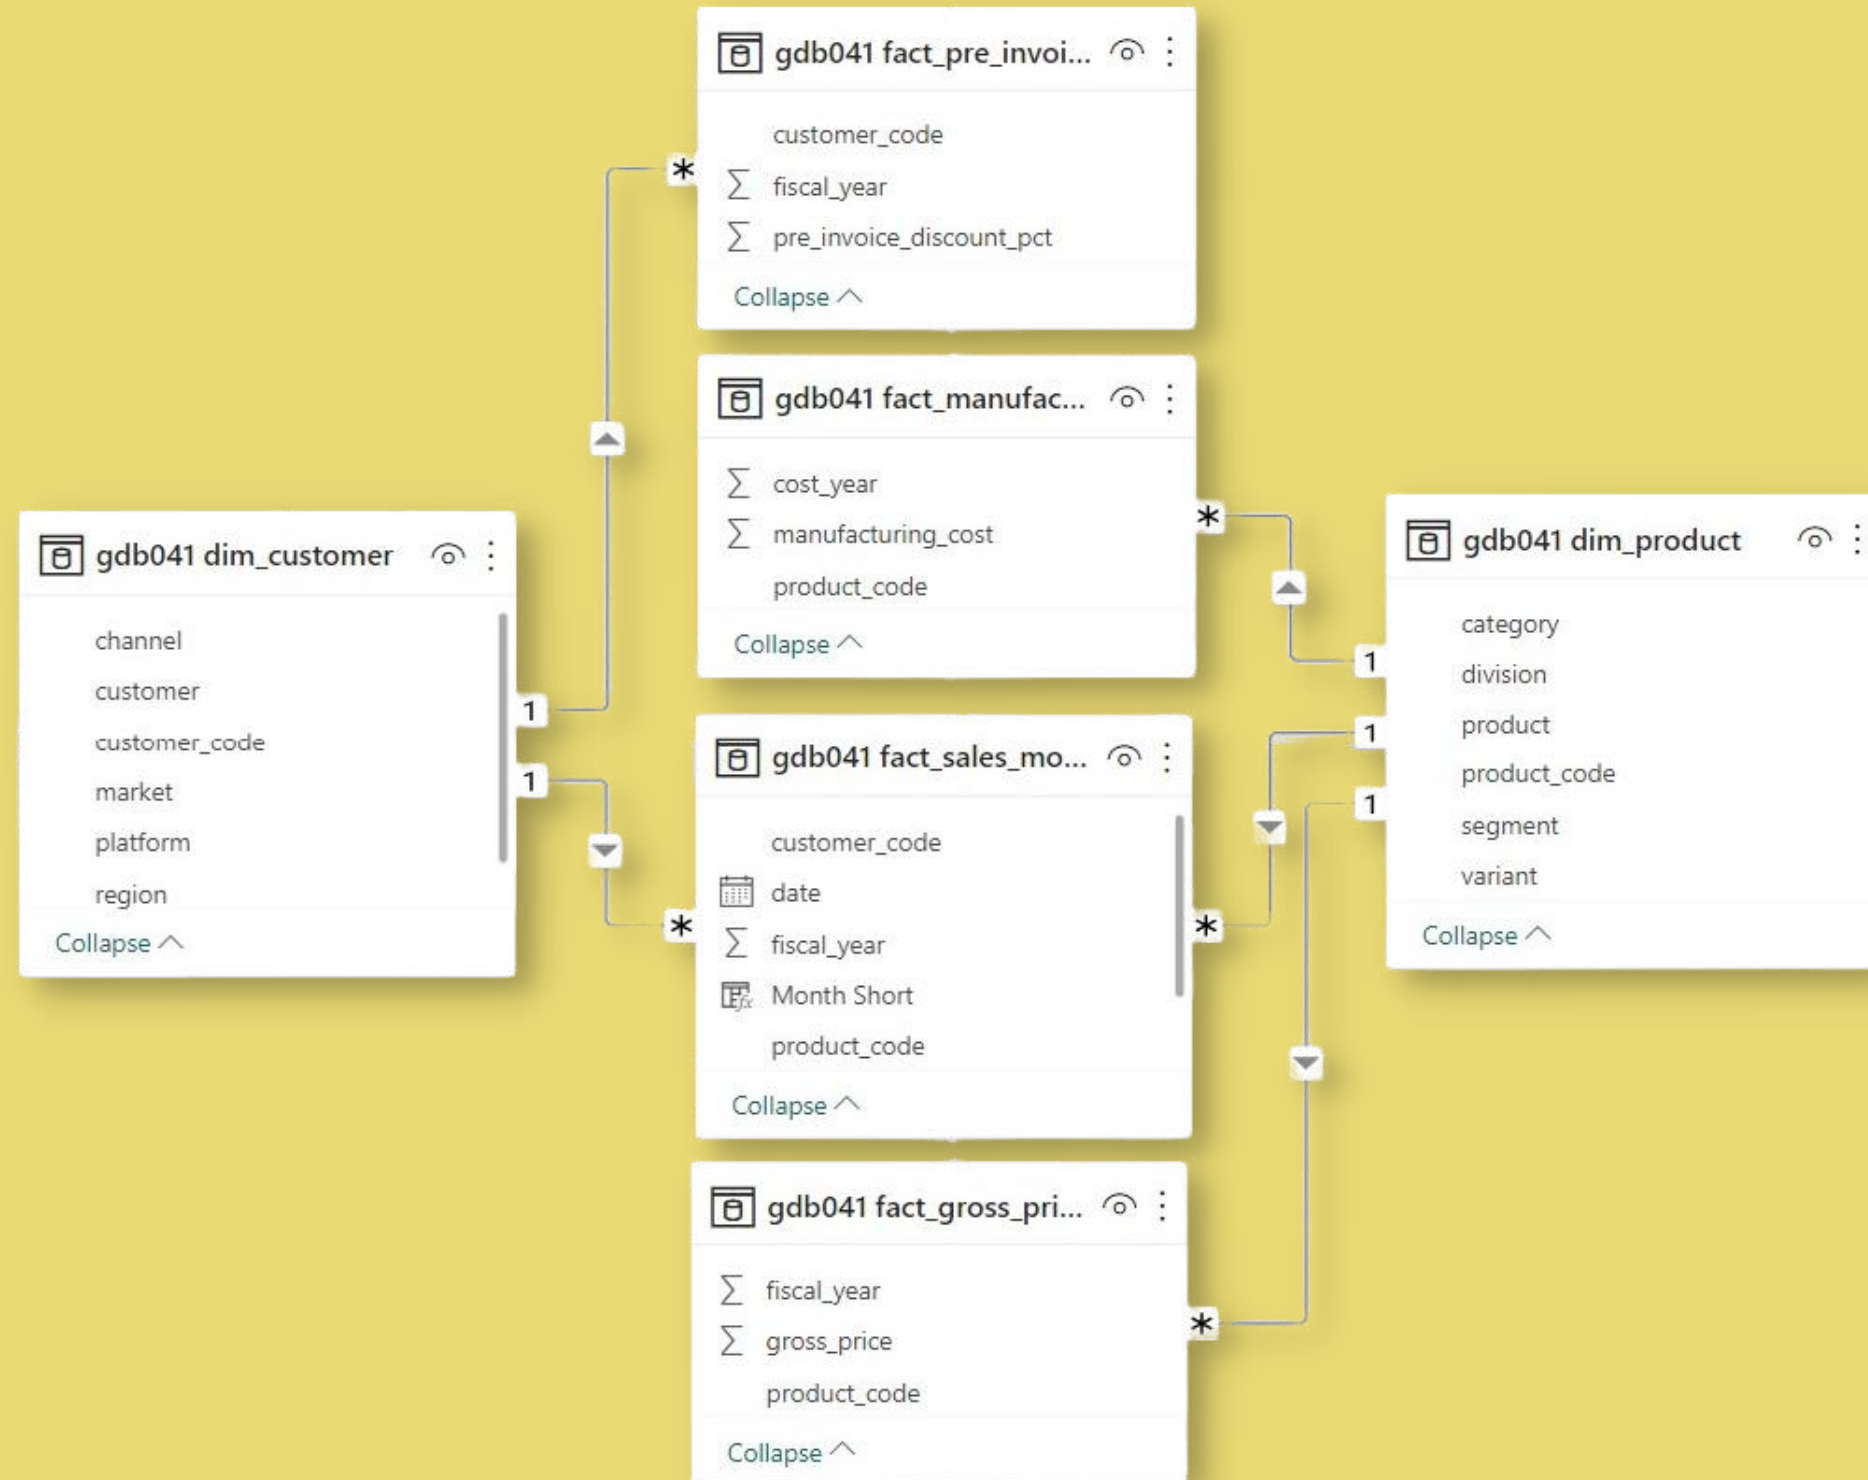 gdb041 fact_pre_invoi...
customer_code
fiscal_year
pre_invoice_discount_pct
Collapse
*
gdb041 fact_manufac...
cost_year
manufacturing_cost
product_code
Collapse
*
gdb041 dim_customer
channel
customer
customer_code
market
platform
region
Collapse
1
1
gdb041 fact_sales_mo...
customer_code
date
fiscal_year
Month Short
product_code
Collapse
*
*
gdb041 dim_product
category
division
product
product_code
segment
variant
Collapse
1
1
1
gdb041 fact_gross_pri...
fiscal_year
gross_price
product_code
Collapse
*